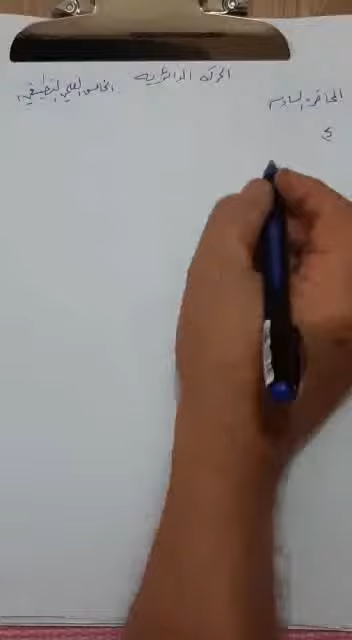 الحركة الدائرية
المحاضرة السادسة
الخامس العلمي التطبيقي